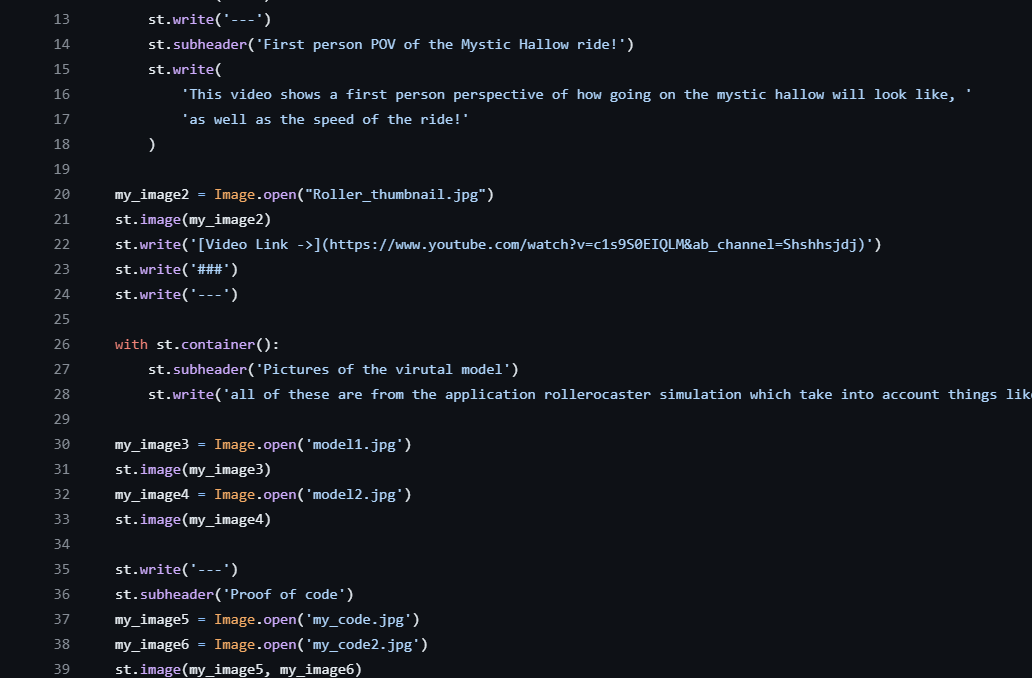 13 st.write('---')
14 st.subheader('First person POV of the Mystic Hallow ride!')
15 st.write(
16 'This video shows a first person perspective of how going on the mystic hallow will look like, '
17 'as well as the speed of the ride!'
18 )
19
20 my_image2 = Image.open("Roller_thumbnail.jpg")
21 st.image(my_image2)
22 st.write('[Video Link ->](https://www.youtube.com/watch?v=c1s9S0EIQLM&ab_channel=Shshhsjdj)')
23 st.write('###')
24 st.write('---')
25
26 with st.container():
27 st.subheader('Pictures of the virutal model')
28 st.write('all of these are from the application rollerocaster simulation which take into account things lik
29
30 my_image3 = Image.open('model1.jpg')
31 st.image(my_image3)
32 my_image4 = Image.open('model2.jpg')
33 st.image(my_image4)
34
35 st.write('---')
36 st.subheader('Proof of code')
37 my_image5 = Image.open('my_code.jpg')
38 my_image6 = Image.open('my_code2.jpg')
39 st.image(my_image5, my_image6)